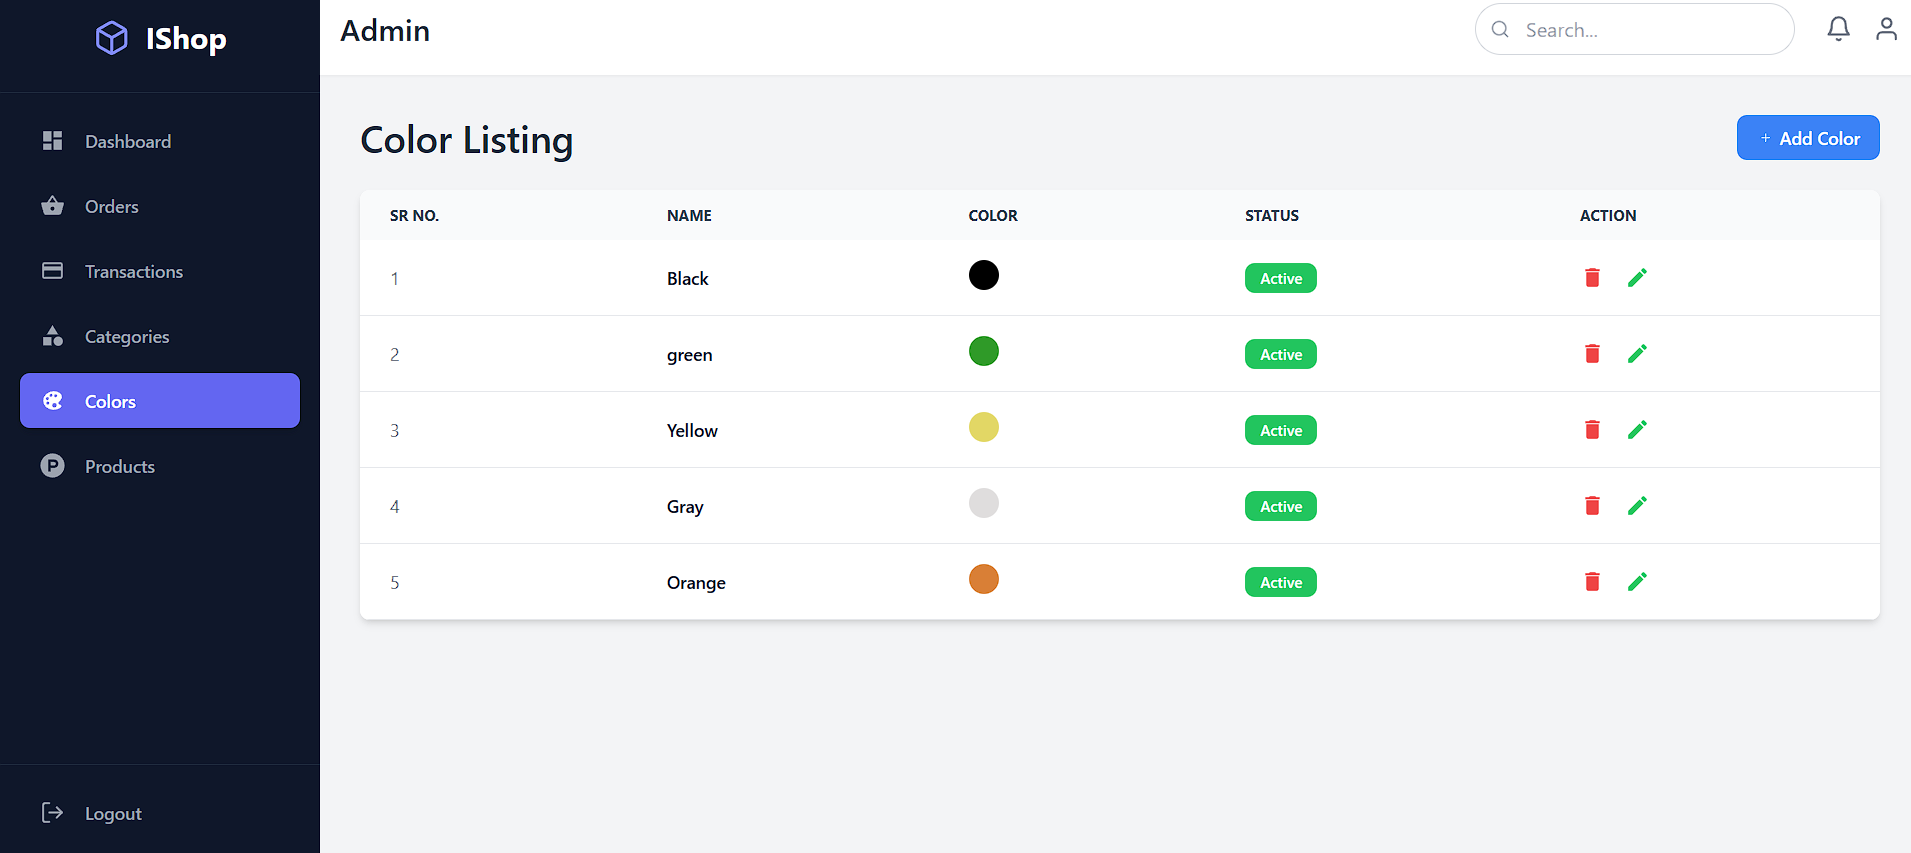 IShop
Admin
Search...
Dashboard
Orders
Transactions
Categories
Colors
P Products
Logout
Color Listing
+ Add Color
SR NO. NAME COLOR STATUS ACTION
1 Black Active
2 green Active
3 Yellow Active
4 Gray Active
5 Orange Active